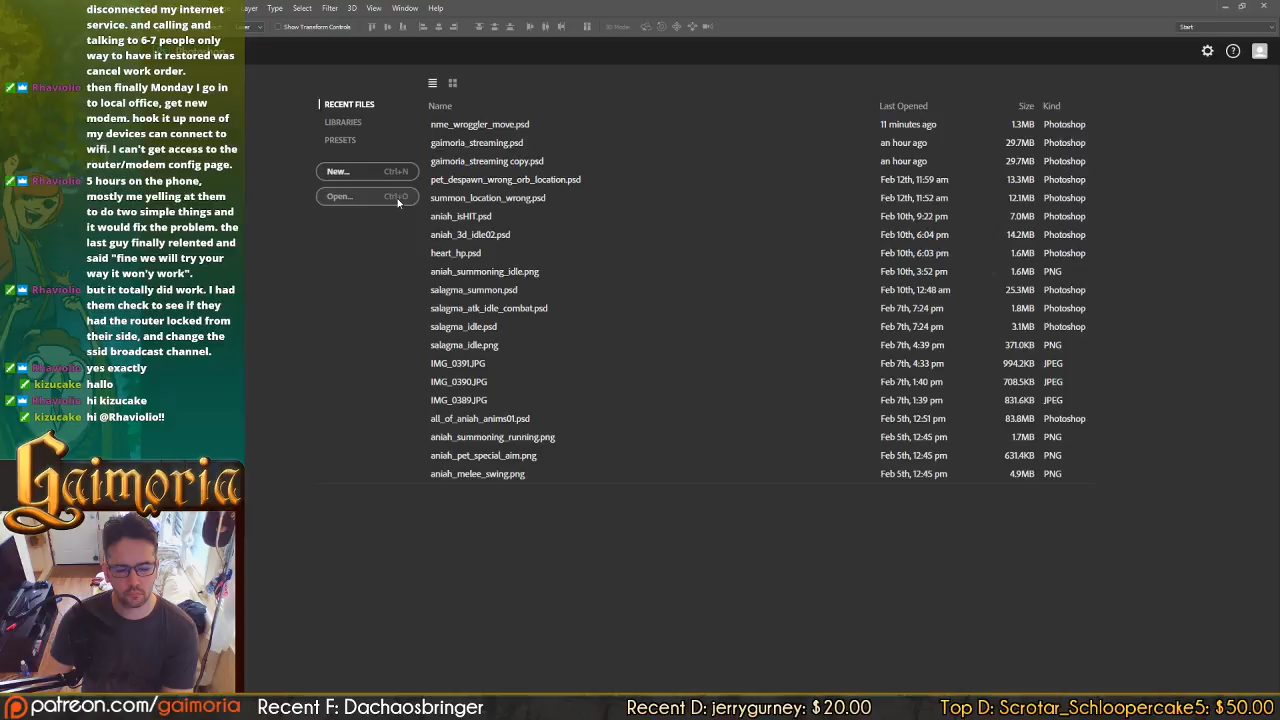 Layer Type Select Filter 3D View Window Help
Layer Show Transform Controls 3D Mode: Start
disconnected my internet
service. and calling and
talking to 6-7 people only
way to have it restored was
cancel work order.
Rhaviolio then finally Monday I go in
to local office, get new
modem. hook it up none of
my devices can connect to
wifi. I can't get access to the
router/modem config page.
Rhaviolio 5 hours on the phone,
mostly me yelling at them
to do two simple things and
it would fix the problem. the
last guy finally relented and
said "fine we will try your
way it won'y work".
Rhaviolio but it totally did work. I had
them check to see if they
had the router locked from
their side, and change the
ssid broadcast channel.
Rhaviolio yes exactly
kizucake hallo
Rhaviolio hi kizucake
kizucake hi @Rhaviolio!!
Gaimoria
RECENT FILES
LIBRARIES
PRESETS
New... Ctrl+N
Open... Ctrl+O
Name Last Opened Size Kind
nme_wroggler_move.psd 11 minutes ago 1.3MB Photoshop
gaimoria_streaming.psd an hour ago 29.7MB Photoshop
gaimoria_streaming copy.psd an hour ago 29.7MB Photoshop
pet_despawn_wrong_orb_location.psd Feb 12th, 11:59 am 13.3MB Photoshop
summon_location_wrong.psd Feb 12th, 11:52 am 12.1MB Photoshop
aniah_isHIT.psd Feb 10th, 9:22 pm 7.0MB Photoshop
aniah_3d_idle02.psd Feb 10th, 6:04 pm 14.2MB Photoshop
heart_hp.psd Feb 10th, 6:03 pm 1.6MB Photoshop
aniah_summoning_idle.png Feb 10th, 3:52 pm 1.6MB PNG
salagma_summon.psd Feb 10th, 12:48 am 25.3MB Photoshop
salagma_atk_idle_combat.psd Feb 7th, 7:24 pm 1.8MB Photoshop
salagma_idle.psd Feb 7th, 7:24 pm 3.1MB Photoshop
salagma_idle.png Feb 7th, 4:39 pm 371.0KB PNG
IMG_0391.JPG Feb 7th, 4:33 pm 994.2KB JPEG
IMG_0390.JPG Feb 7th, 1:40 pm 708.5KB JPEG
IMG_0389.JPG Feb 7th, 1:39 pm 831.6KB JPEG
all_of_aniah_anims01.psd Feb 5th, 12:51 pm 83.8MB Photoshop
aniah_summoning_running.png Feb 5th, 12:45 pm 1.7MB PNG
aniah_pet_special_aim.png Feb 5th, 12:45 pm 631.4KB PNG
aniah_melee_swing.png Feb 5th, 12:45 pm 4.9MB PNG
patreon.com/gaimoria Recent F: Dachaosbringer Recent D: jerrygurney: $20.00 Top D: Scrotar_Schloopercake5: $50.00